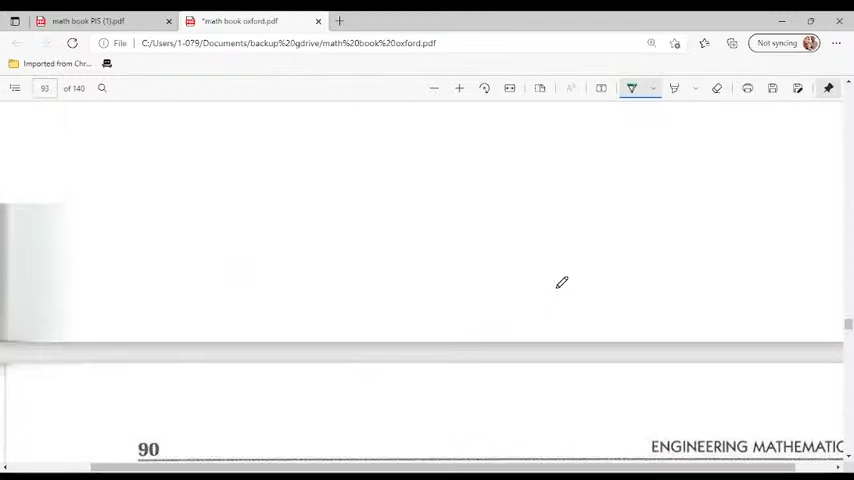 math book PIS (1).pdf
*math book oxford.pdf
File
C:/Users/1-079/Documents/backup%20gdrive/math%20book%20oxford.pdf
Not syncing
Imported from Chr...
93 of 140
90
ENGINEERING MATHEMATIC